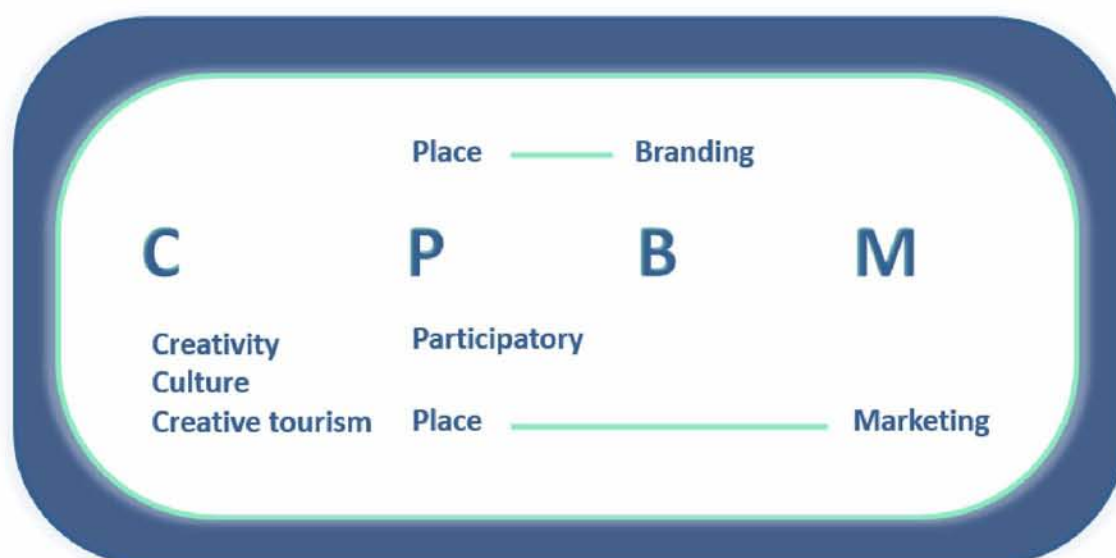 Place Branding
C P B M
Creativity Participatory
Culture
Creative tourism Place Marketing